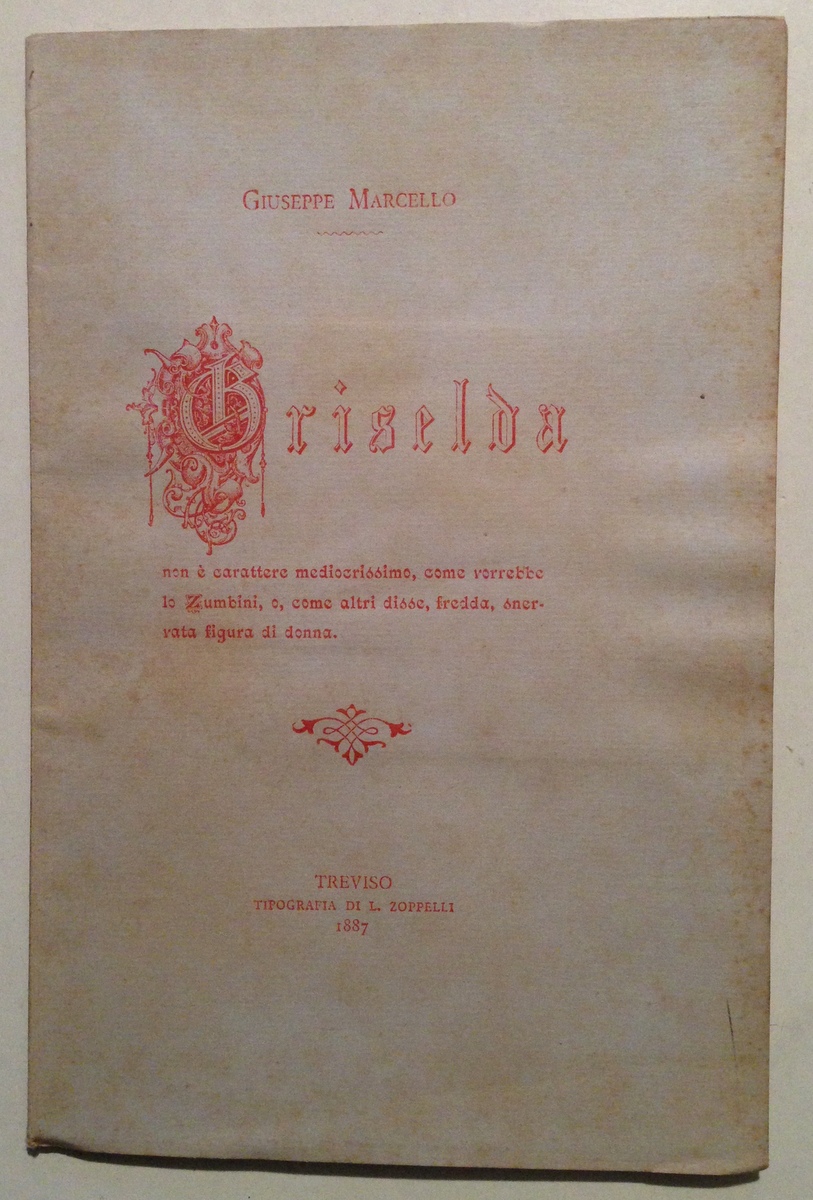 Giuseppe Marcello
Griselda
non è carattere mediocrissimo, come vorrebbe
lo Zumbini, o, come altri disse, fredda, sner-
vata figura di donna.
TREVISO
TIPOGRAFIA DI L. ZOPPELLI
1887